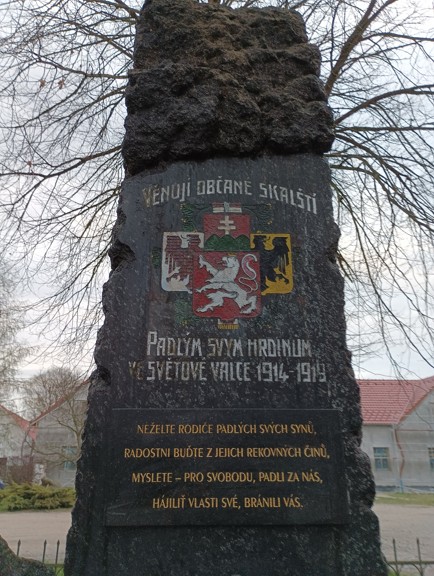 VĚNUJÍ OBČANÉ SKALŠTÍ
PADLÝM SVÝM HRDINUM
VE SVĚTOVÉ VÁLCE 1914-1919
NEŽELTE RODIČE PADLÝCH SVÝCH SYNŮ,
RADOSTNI BUĎTE Z JEJICH REKOVNÝCH ČINŮ,
MYSLETE – PRO SVOBODU, PADLI ZA NÁS,
HÁJILIŤ VLASTI SVÉ, BRÁNILI VÁS.